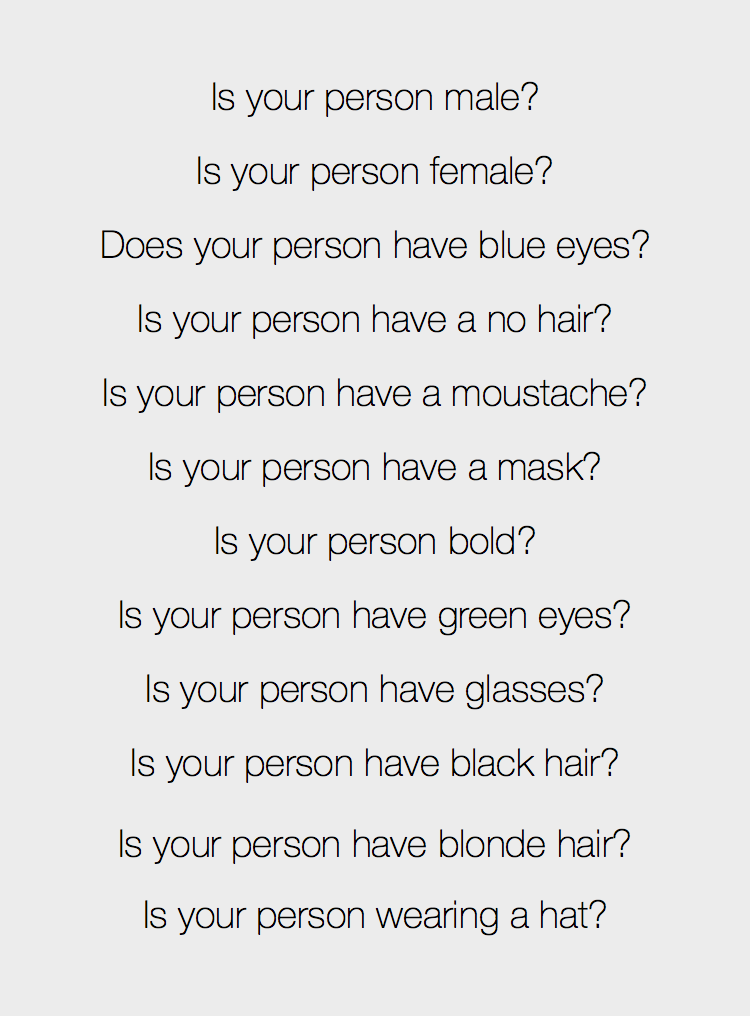 Is your person male?
Is your person female?
Does your person have blue eyes?
Is your person have a no hair?
Is your person have a moustache?
Is your person have a mask?
Is your person bold?
Is your person have green eyes?
Is your person have glasses?
Is your person have black hair?
Is your person have blonde hair?
Is your person wearing a hat?